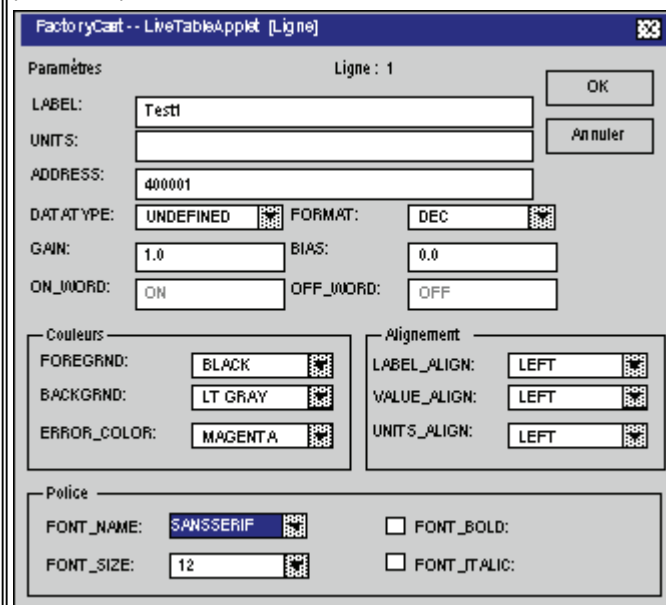 FactoryCast -- LiveTableApplet [Ligne]
Paramètres Ligne : 1
OK
LABEL: Test1
UNITS:
Annuler
ADDRESS: 400001
DATATYPE: UNDEFINED FORMAT: DEC
GAIN: 1.0 BIAS: 0.0
ON_WORD: ON OFF_WORD: OFF
Couleurs
FOREGRND: BLACK
BACKGRND: LT GRAY
ERROR_COLOR: MAGENTA
Alignement
LABEL_ALIGN: LEFT
VALUE_ALIGN: LEFT
UNITS_ALIGN: LEFT
Police
FONT_NAME: SANSSERIF FONT_BOLD:
FONT_SIZE: 12 FONT_ITALIC: